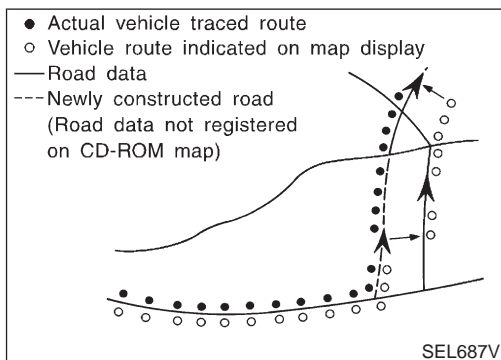 ● Actual vehicle traced route
○ Vehicle route indicated on map display
— Road data
--- Newly constructed road
(Road data not registered
on CD-ROM map)
SEL687V